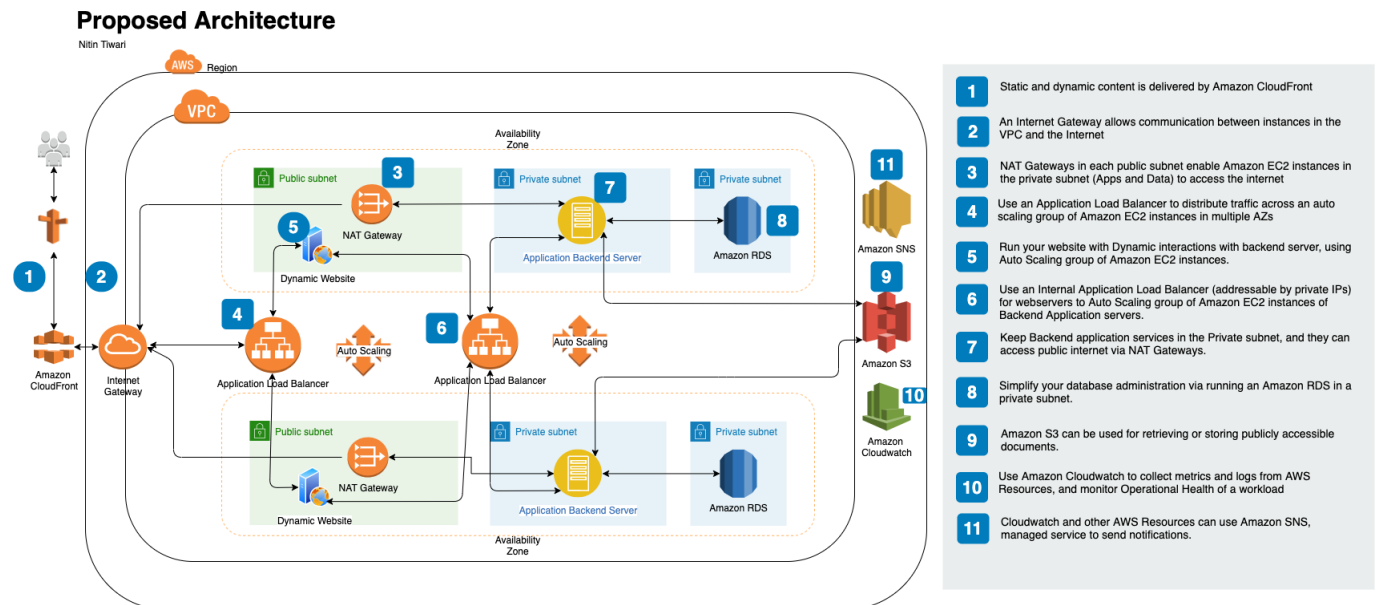 Proposed Architecture
Nitin Tiwari
AWS
Region
VPC
Availability
Zone
Public subnet
3
NAT Gateway
5
Dynamic Website
Private subnet
7
Application Backend Server
Private subnet
8
Amazon RDS
11
Amazon SNS
9
Amazon S3
10
Amazon
Cloudwatch
1
Amazon
CloudFront
2
Internet
Gateway
4
Application Load Balancer
Auto Scaling
6
Application Load Balancer
Auto Scaling
Public subnet
NAT Gateway
Dynamic Website
Private subnet
Application Backend Server
Private subnet
Amazon RDS
Availability
Zone
1
Static and dynamic content is delivered by Amazon CloudFront
2
An Internet Gateway allows communication between instances in the
VPC and the Internet
3
NAT Gateways in each public subnet enable Amazon EC2 instances in
the private subnet (Apps and Data) to access the internet
4
Use an Application Load Balancer to distribute traffic across an auto
scaling group of Amazon EC2 instances in multiple AZs
5
Run your website with Dynamic interactions with backend server, using
Auto Scaling group of Amazon EC2 instances.
6
Use an Internal Application Load Balancer (addressable by private IPs)
for webservers to Auto Scaling group of Amazon EC2 instances of
Backend Application servers.
7
Keep Backend application services in the Private subnet, and they can
access public internet via NAT Gateways.
8
Simplify your database administration via running an Amazon RDS in a
private subnet.
9
Amazon S3 can be used for retrieving or storing publicly accessible
documents.
10
Use Amazon Cloudwatch to collect metrics and logs from AWS
Resources, and monitor Operational Health of a workload
11
Cloudwatch and other AWS Resources can use Amazon SNS,
managed service to send notifications.